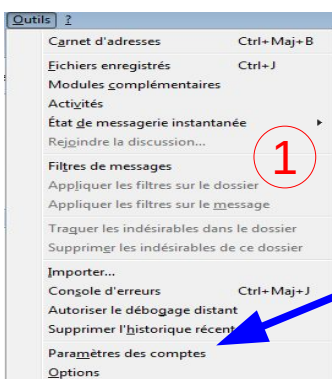 Outils ?
Carnet d'adresses Ctrl+Maj+B
Fichiers enregistrés Ctrl+J
Modules complémentaires
Activités
État de messagerie instantanée
Rejoindre la discussion...
1
Filtres de messages
Appliquer les filtres sur le dossier
Appliquer les filtres sur le message
Traquer les indésirables dans le dossier
Supprimer les indésirables de ce dossier
Importer...
Console d'erreurs Ctrl+Maj+J
Autoriser le débogage distant
Supprimer l'historique récent
Paramètres des comptes
Options